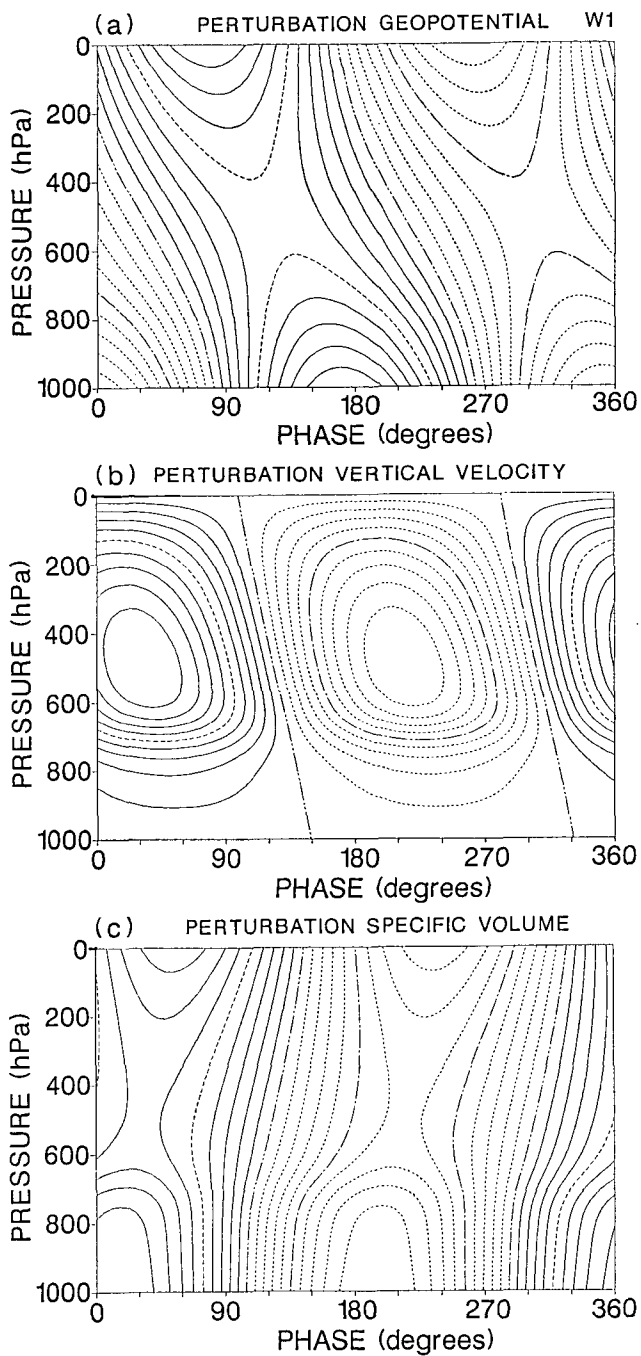 (a) PERTURBATION GEOPOTENTIAL W1
0
200
400
600
800
1000
PRESSURE (hPa)
0 90 180 270 360
PHASE (degrees)
(b) PERTURBATION VERTICAL VELOCITY
0
200
400
600
800
1000
PRESSURE (hPa)
0 90 180 270 360
PHASE (degrees)
(c) PERTURBATION SPECIFIC VOLUME
0
200
400
600
800
1000
PRESSURE (hPa)
0 90 180 270 360
PHASE (degrees)